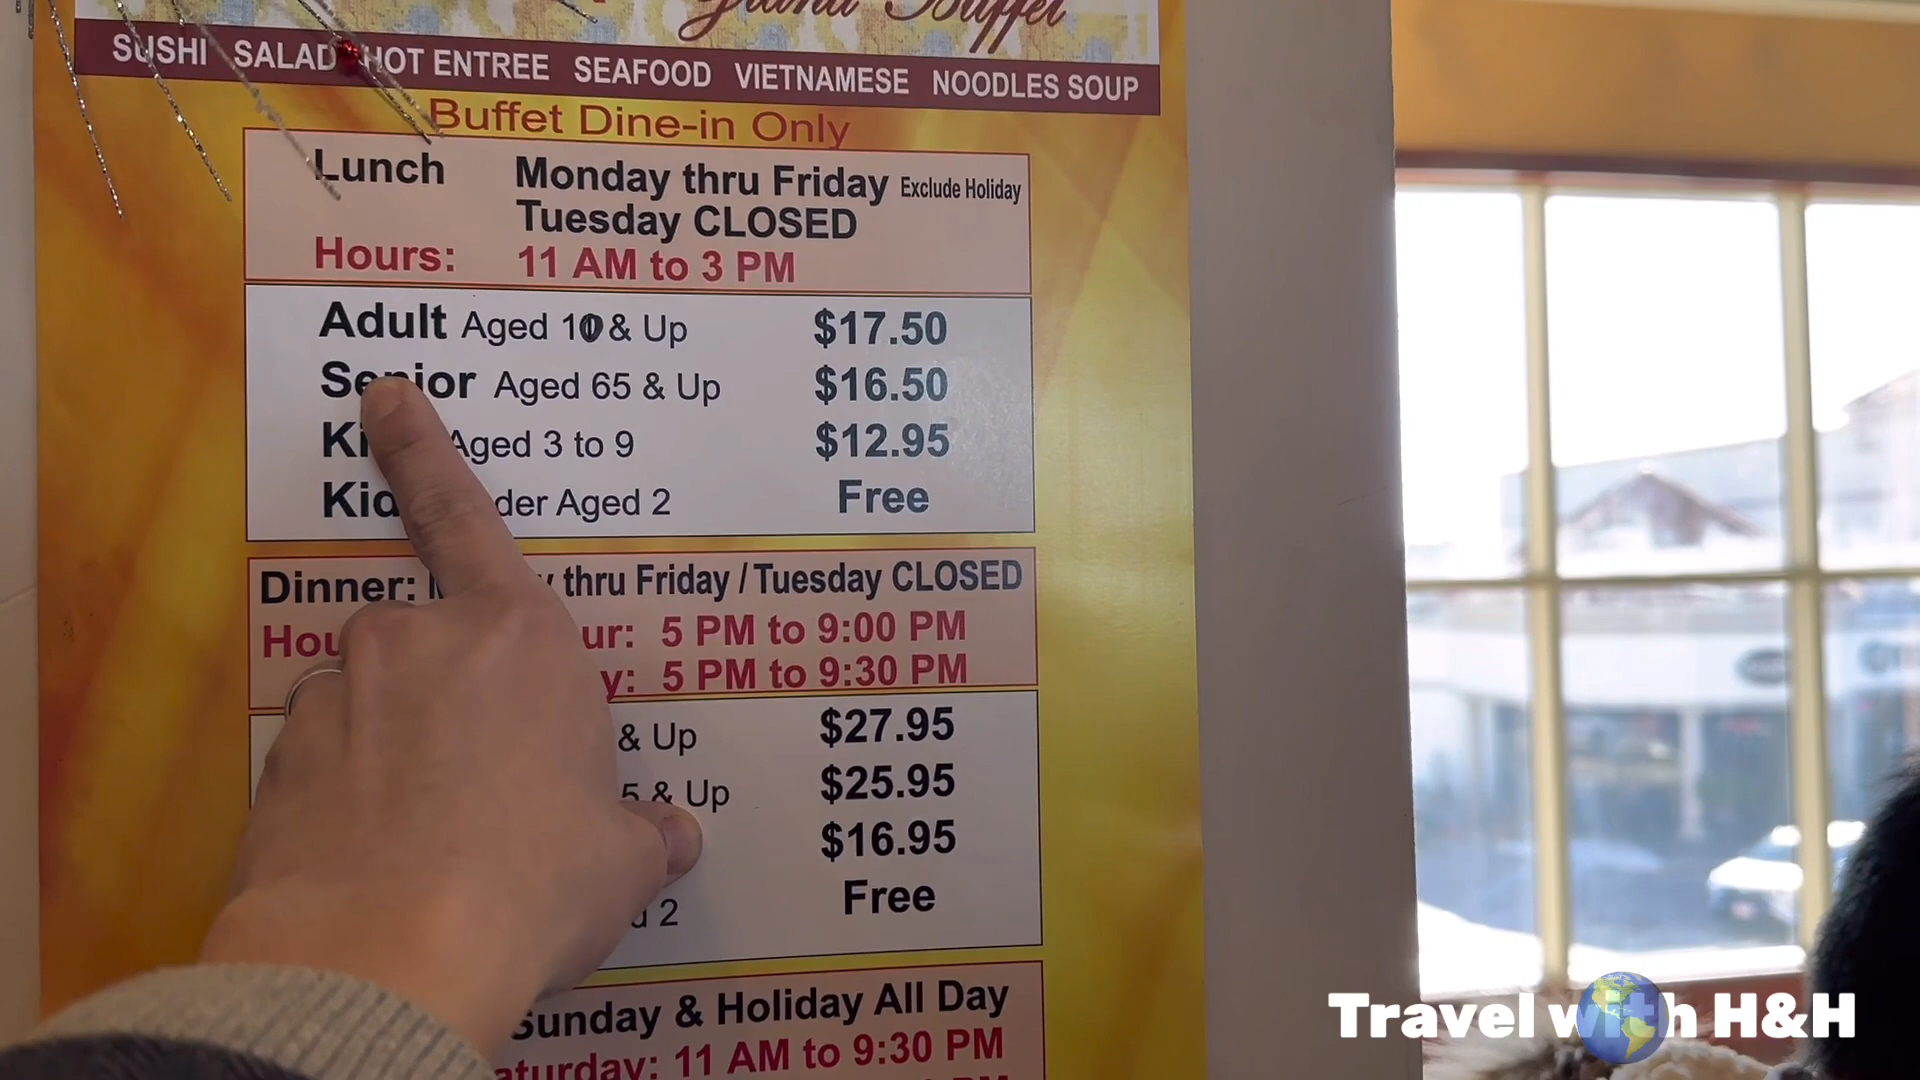 Grand Buffet
SUSHI SALAD HOT ENTREE SEAFOOD VIETNAMESE NOODLES SOUP
Buffet Dine-in Only
Lunch Monday thru Friday Exclude Holiday
Tuesday CLOSED
Hours: 11 AM to 3 PM
Adult Aged 10 & Up $17.50
Senior Aged 65 & Up $16.50
Aged 3 to 9 $12.95
Aged 2 Free
Dinner: thru Friday / Tuesday CLOSED
5 PM to 9:00 PM
5 PM to 9:30 PM
& Up $27.95
& Up $25.95
$16.95
2 Free
Sunday & Holiday All Day
11 AM to 9:30 PM
Travel with H&H